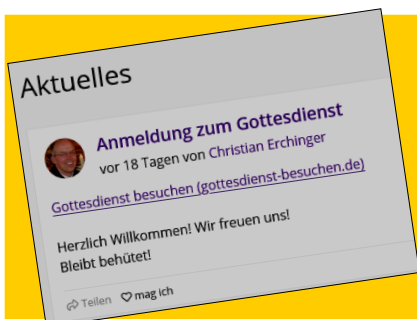 Aktuelles
Anmeldung zum Gottesdienst
vor 18 Tagen von Christian Erchinger
Gottesdienst besuchen (gottesdienst-besuchen.de)
Herzlich Willkommen! Wir freuen uns!
Bleibt behütet!
Teilen mag ich